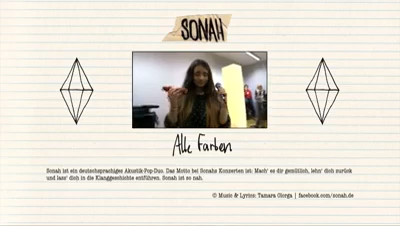 SONAH
Alle Farben
Sonah ist ein deutschsprachiges Akustik-Pop-Duo. Das Motto bei Sonahs Konzerten ist: Mach' es dir gemütlich, lehn' dich zurück
und lass' dich in die Klanggeschichte entführen. Sonah ist so nah.
© Music & Lyrics: Tamara Giorga | facebook.com/sonah.de